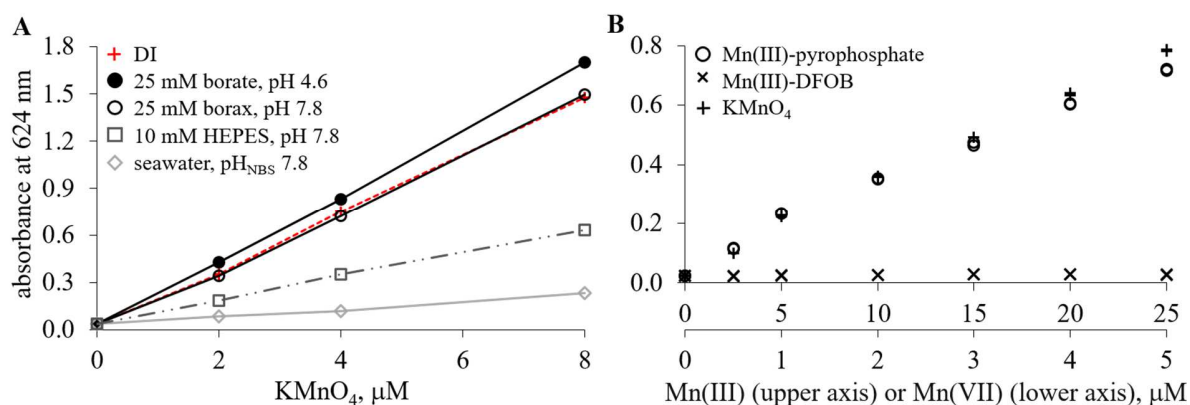 A
DI
25 mM borate, pH 4.6
25 mM borax, pH 7.8
10 mM HEPES, pH 7.8
seawater, pH_NBS 7.8
absorbance at 624 nm
1.8
1.5
1.2
0.9
0.6
0.3
0.0
0 2 4 6 8
KMnO₄, µM
B
Mn(III)-pyrophosphate
Mn(III)-DFOB
KMnO₄
0.8
0.6
0.4
0.2
0.0
0 5 10 15 20 25
0 1 2 3 4 5
Mn(III) (upper axis) or Mn(VII) (lower axis), µM